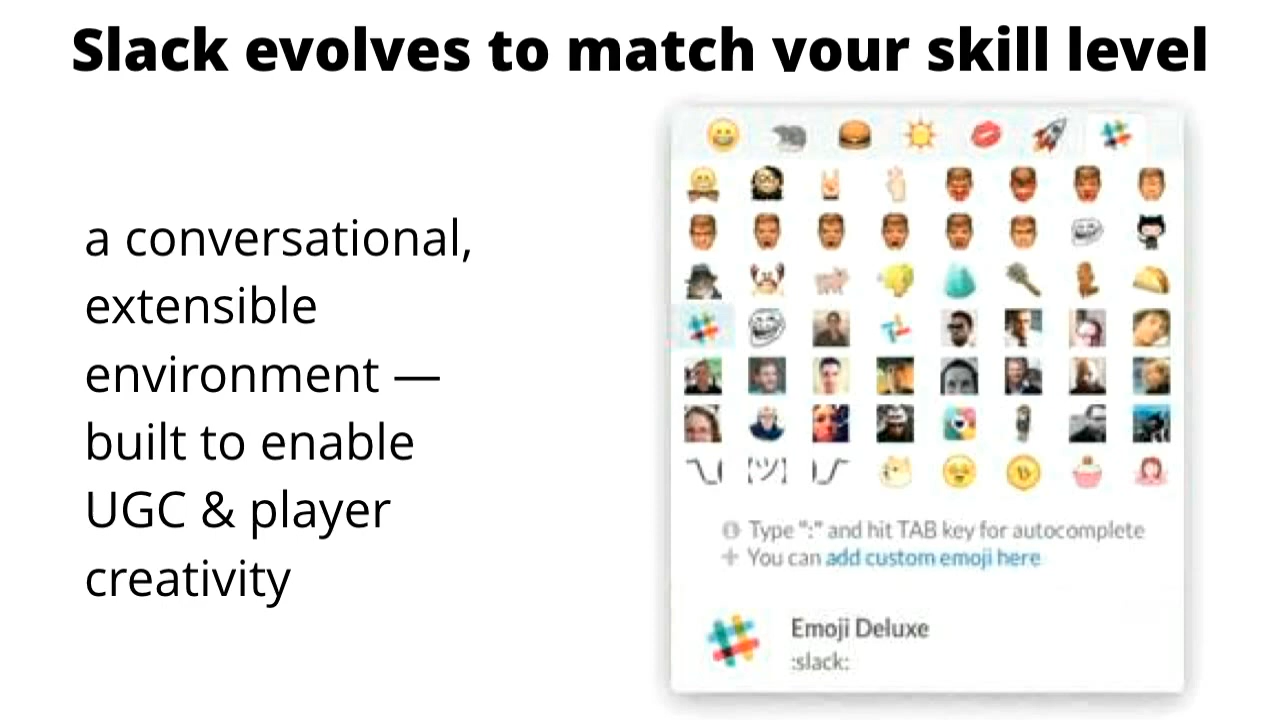 Slack evolves to match your skill level
a conversational,
extensible
environment —
built to enable
UGC & player
creativity
Type ":" and hit TAB key for autocomplete
You can add custom emoji here
Emoji Deluxe
:slack: